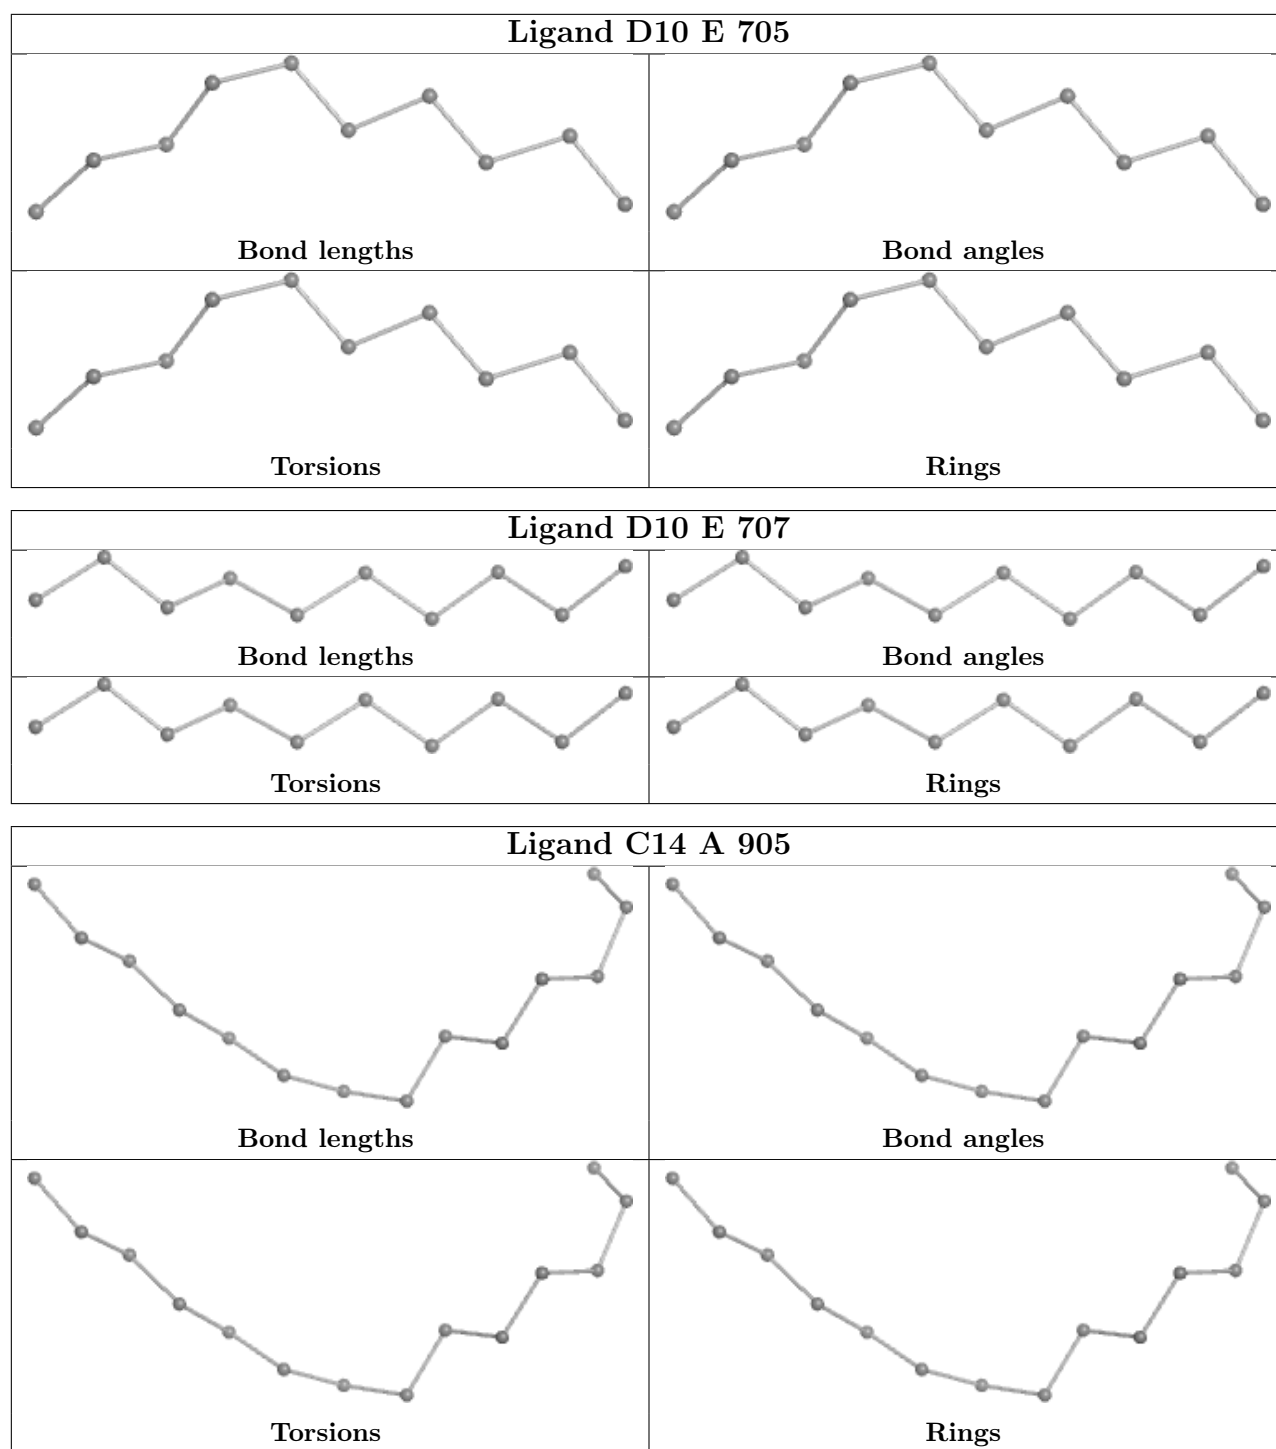 Ligand D10 E 705
Bond lengths
Bond angles
Torsions
Rings
Ligand D10 E 707
Bond lengths
Bond angles
Torsions
Rings
Ligand C14 A 905
Bond lengths
Bond angles
Torsions
Rings